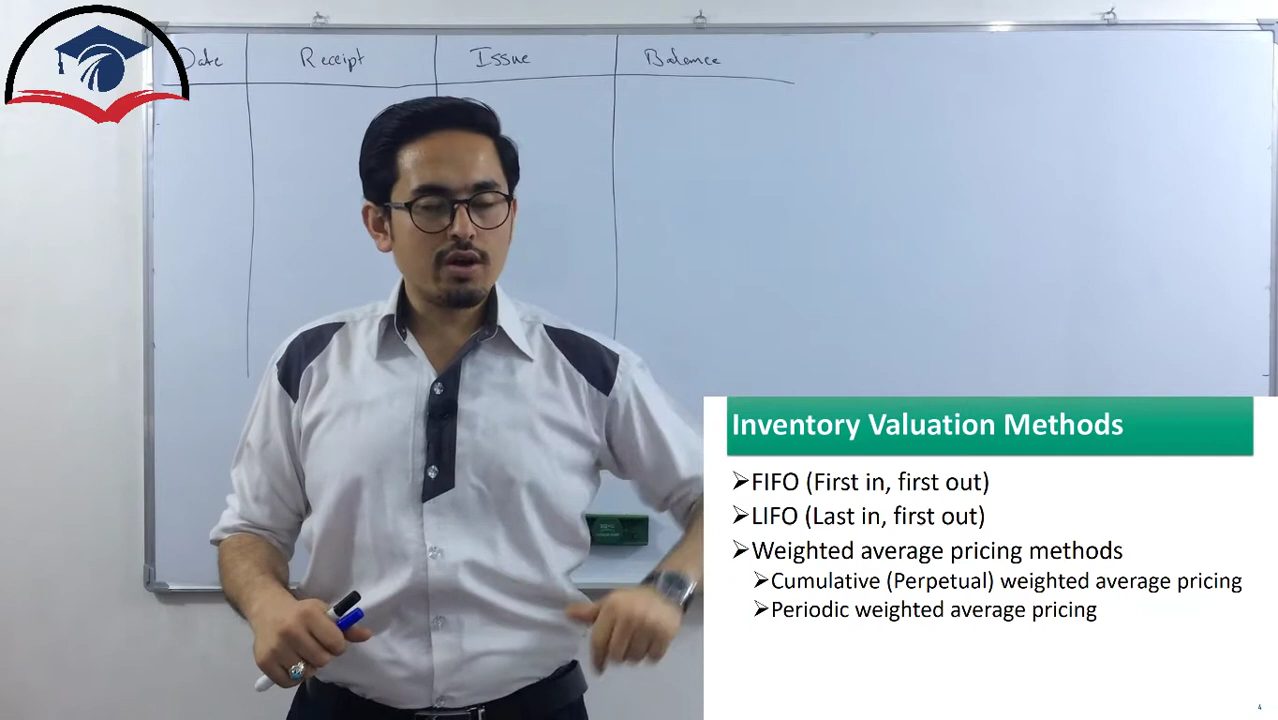 Date Receipt Issue Balance
Inventory Valuation Methods
➢FIFO (First in, first out)
➢LIFO (Last in, first out)
➢Weighted average pricing methods
➢Cumulative (Perpetual) weighted average pricing
➢Periodic weighted average pricing
4